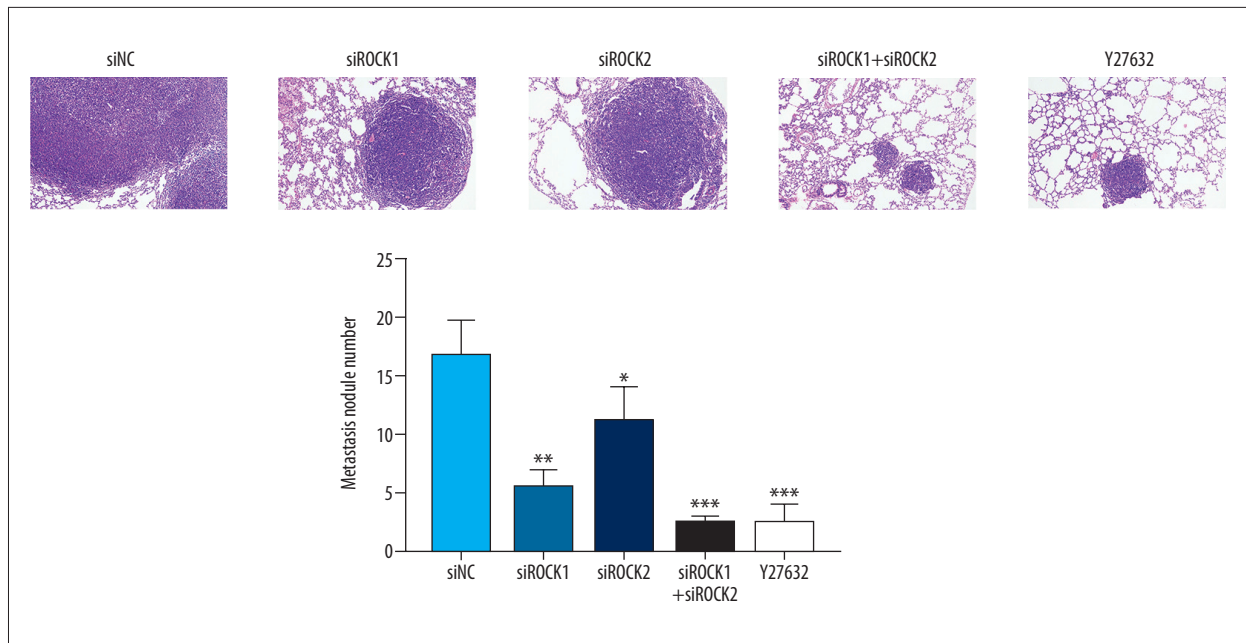 siNC
siROCK1
siROCK2
siROCK1+siROCK2
Y27632
Metastasis nodule number
25
20
15
10
5
0
**
*
***
***
siNC
siROCK1
siROCK2
siROCK1
+siROCK2
Y27632